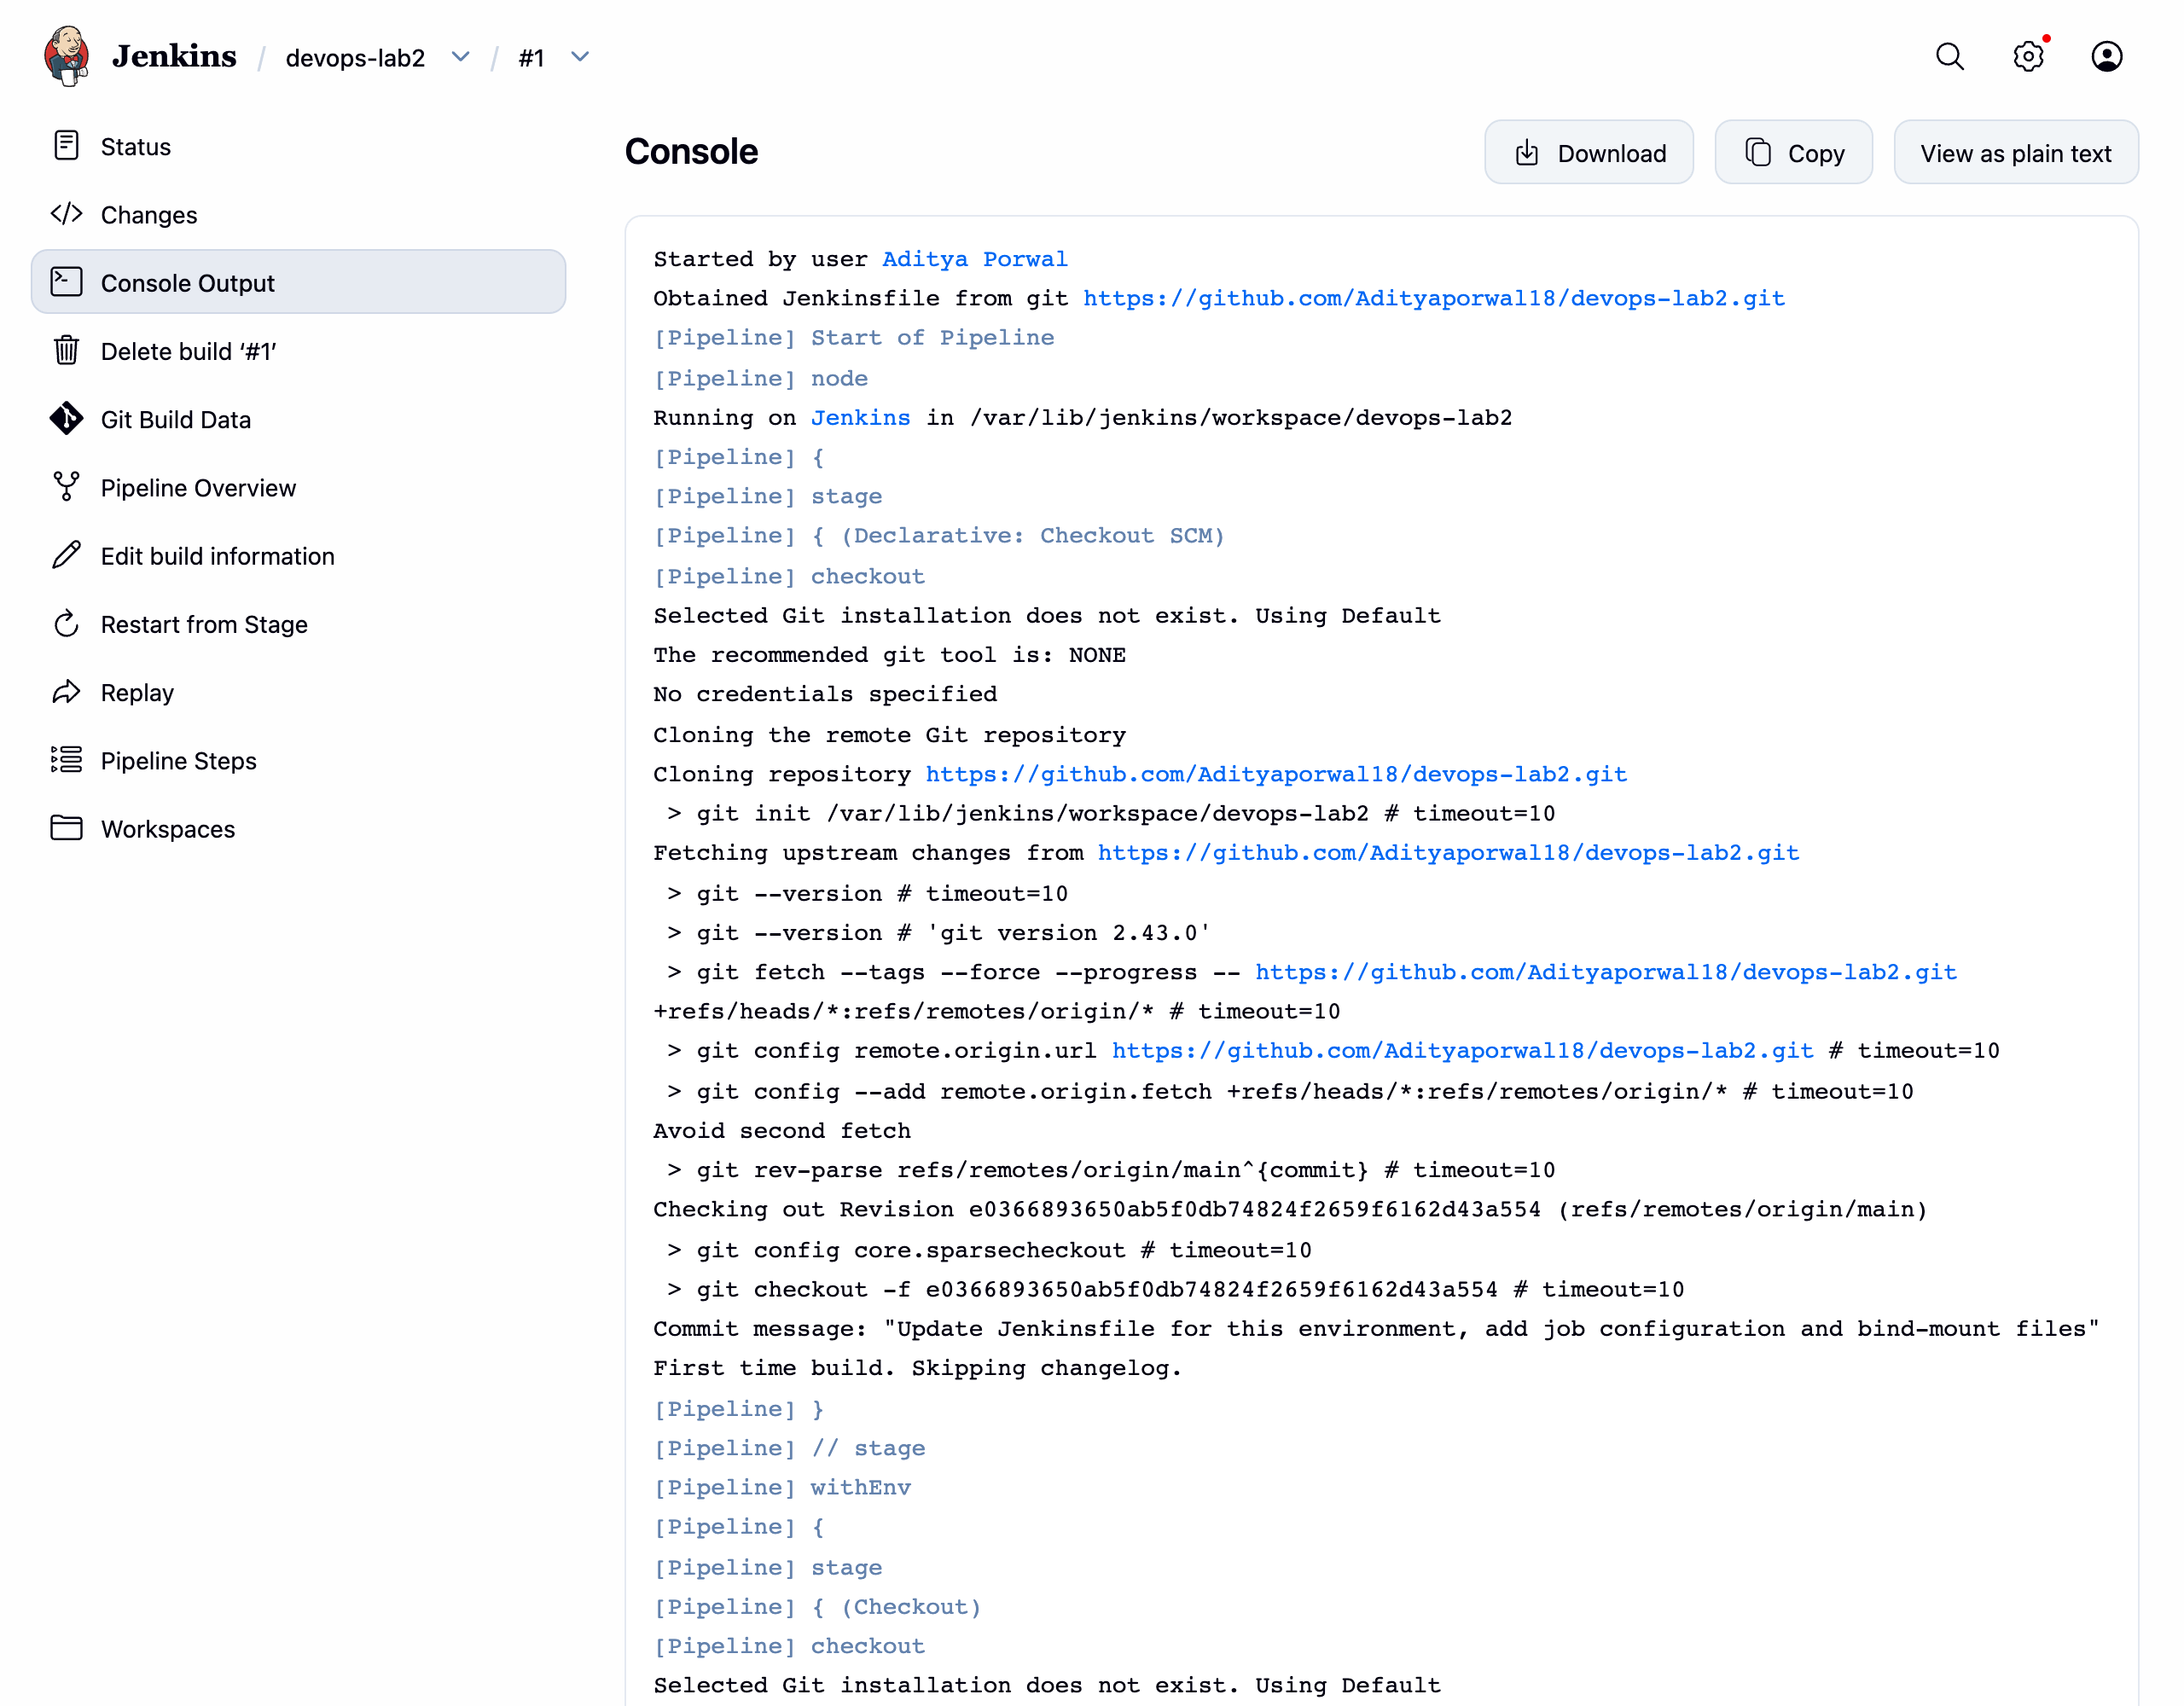 Jenkins / devops-lab2 / #1
Status
Changes
Console Output
Delete build ‘#1’
Git Build Data
Pipeline Overview
Edit build information
Restart from Stage
Replay
Pipeline Steps
Workspaces
Console
Download
Copy
View as plain text
Started by user Aditya Porwal
Obtained Jenkinsfile from git https://github.com/Adityaporwal18/devops-lab2.git
[Pipeline] Start of Pipeline
[Pipeline] node
Running on Jenkins in /var/lib/jenkins/workspace/devops-lab2
[Pipeline] {
[Pipeline] stage
[Pipeline] { (Declarative: Checkout SCM)
[Pipeline] checkout
Selected Git installation does not exist. Using Default
The recommended git tool is: NONE
No credentials specified
Cloning the remote Git repository
Cloning repository https://github.com/Adityaporwal18/devops-lab2.git
 > git init /var/lib/jenkins/workspace/devops-lab2 # timeout=10
Fetching upstream changes from https://github.com/Adityaporwal18/devops-lab2.git
 > git --version # timeout=10
 > git --version # 'git version 2.43.0'
 > git fetch --tags --force --progress -- https://github.com/Adityaporwal18/devops-lab2.git
+refs/heads/*:refs/remotes/origin/* # timeout=10
 > git config remote.origin.url https://github.com/Adityaporwal18/devops-lab2.git # timeout=10
 > git config --add remote.origin.fetch +refs/heads/*:refs/remotes/origin/* # timeout=10
Avoid second fetch
 > git rev-parse refs/remotes/origin/main^{commit} # timeout=10
Checking out Revision e0366893650ab5f0db74824f2659f6162d43a554 (refs/remotes/origin/main)
 > git config core.sparsecheckout # timeout=10
 > git checkout -f e0366893650ab5f0db74824f2659f6162d43a554 # timeout=10
Commit message: "Update Jenkinsfile for this environment, add job configuration and bind-mount files"
First time build. Skipping changelog.
[Pipeline] }
[Pipeline] // stage
[Pipeline] withEnv
[Pipeline] {
[Pipeline] stage
[Pipeline] { (Checkout)
[Pipeline] checkout
Selected Git installation does not exist. Using Default